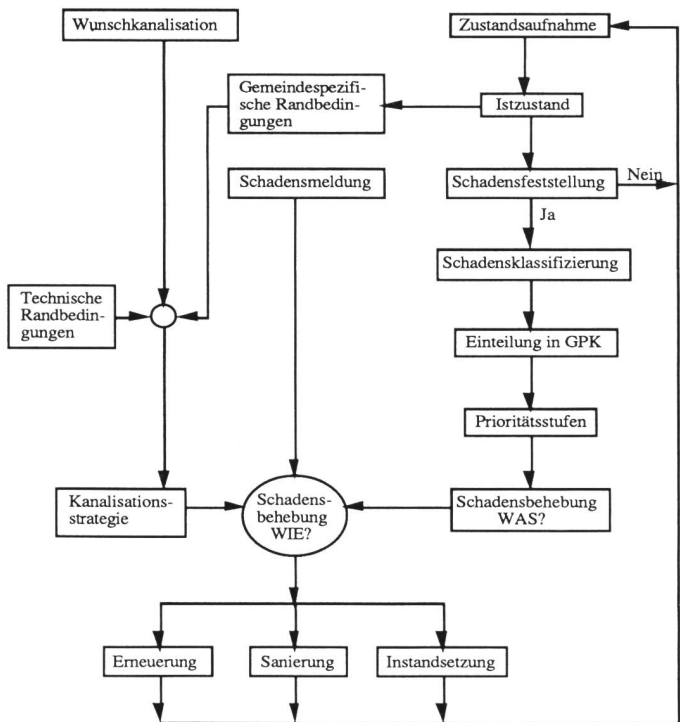 Wunschkanalisation
Zustandsaufnahme
Gemeindespezifi-
sche Randbedin-
gungen
Istzustand
Schadensmeldung
Schadensfeststellung
Nein
Ja
Schadensklassifizierung
Technische
Randbedin-
gungen
Einteilung in GPK
Prioritätsstufen
Kanalisations-
strategie
Schadens-
behebung
WIE?
Schadensbehebung
WAS?
Erneuerung
Sanierung
Instandsetzung